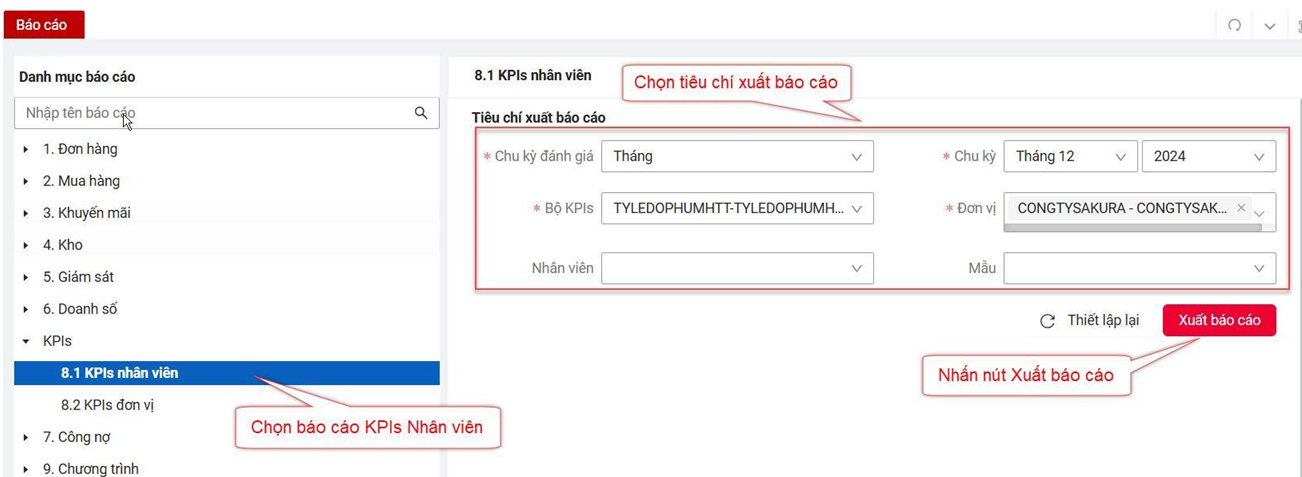 Báo cáo
Danh mục báo cáo
Nhập tên báo cáo
1. Đơn hàng
2. Mua hàng
3. Khuyến mãi
4. Kho
5. Giám sát
6. Doanh số
KPIs
8.1 KPIs nhân viên
8.2 KPIs đơn vị
7. Công nợ
9. Chương trình
Chọn báo cáo KPIs Nhân viên
8.1 KPIs nhân viên
Chọn tiêu chí xuất báo cáo
Tiêu chí xuất báo cáo
* Chu kỳ đánh giá Tháng * Chu kỳ Tháng 12 2024
* Bộ KPIs TYLEDOPHUMHTT-TYLEDOPHUMH... * Đơn vị CONGTYSAKURA - CONGTYSAK... ×
Nhân viên Mẫu
Thiết lập lại Xuất báo cáo
Nhấn nút Xuất báo cáo